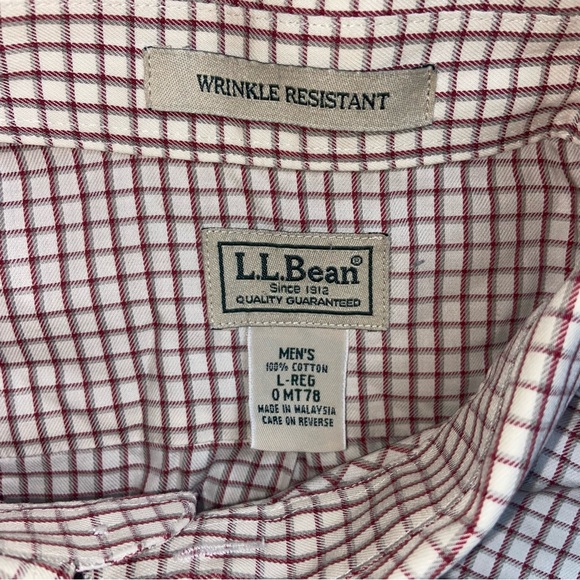 WRINKLE RESISTANT
L.L.Bean®
Since 1912
QUALITY GUARANTEED
MEN'S
100% COTTON
L-REG
0 MT78
MADE IN MALAYSIA
CARE ON REVERSE